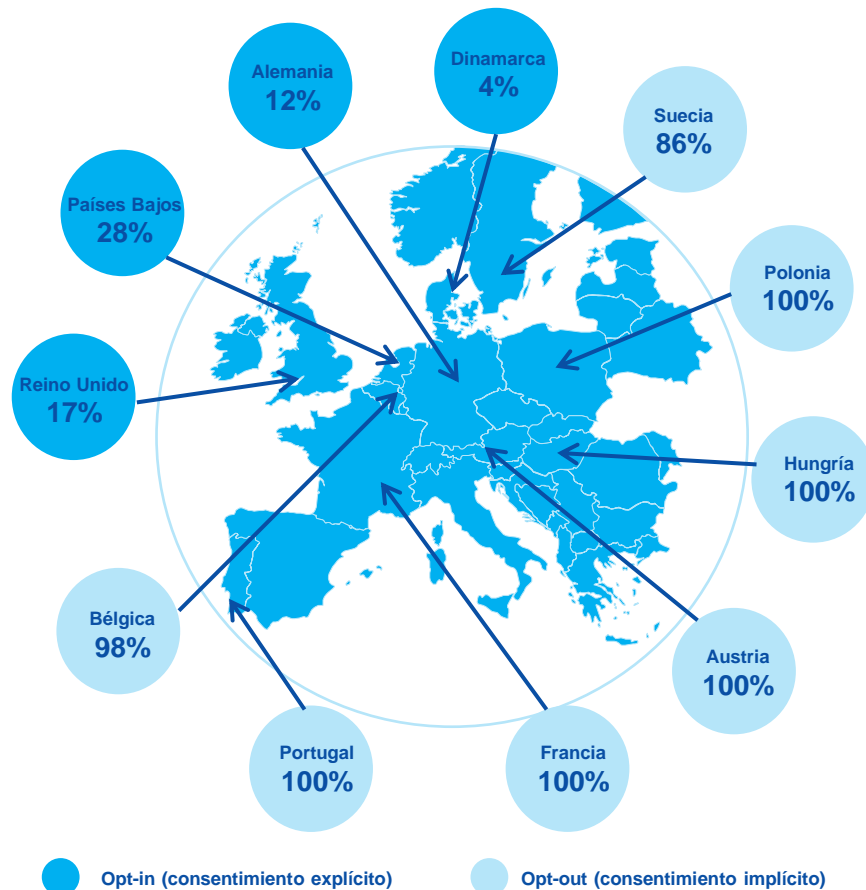 Alemania
12%
Dinamarca
4%
Suecia
86%
Países Bajos
28%
Polonia
100%
Reino Unido
17%
Hungría
100%
Bélgica
98%
Austria
100%
Portugal
100%
Francia
100%
Opt-in (consentimiento explícito)
Opt-out (consentimiento implícito)